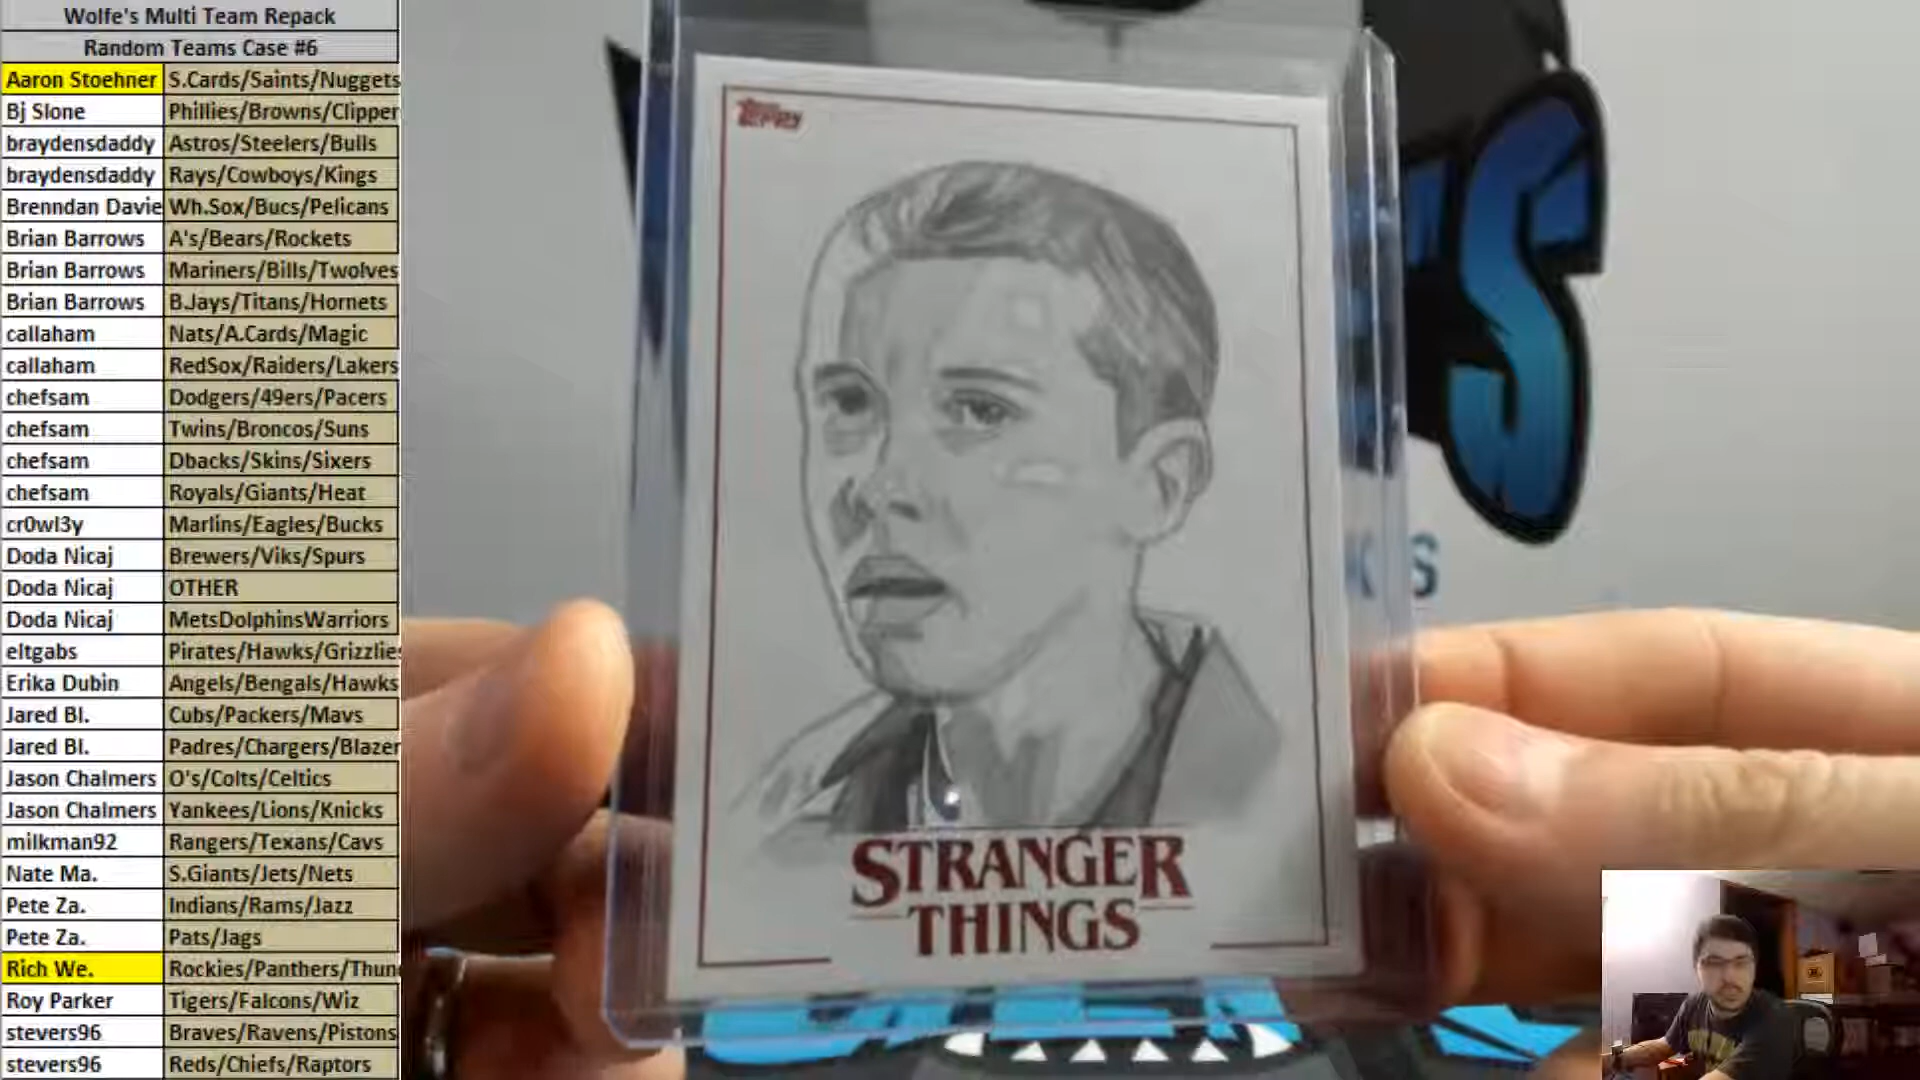 Wolfe's Multi Team Repack
Random Teams Case #6
Aaron Stoehner S.Cards/Saints/Nuggets
Bj Slone Phillies/Browns/Clipper
braydensdaddy Astros/Steelers/Bulls
braydensdaddy Rays/Cowboys/Kings
Brenndan Davie Wh.Sox/Bucs/Pelicans
Brian Barrows A's/Bears/Rockets
Brian Barrows Mariners/Bills/Twolves
Brian Barrows B.Jays/Titans/Hornets
callaham Nats/A.Cards/Magic
callaham RedSox/Raiders/Lakers
chefsam Dodgers/49ers/Pacers
chefsam Twins/Broncos/Suns
chefsam Dbacks/Skins/Sixers
chefsam Royals/Giants/Heat
cr0wl3y Marlins/Eagles/Bucks
Doda Nicaj Brewers/Viks/Spurs
Doda Nicaj OTHER
Doda Nicaj MetsDolphinsWarriors
eltgabs Pirates/Hawks/Grizzlies
Erika Dubin Angels/Bengals/Hawks
Jared Bl. Cubs/Packers/Mavs
Jared Bl. Padres/Chargers/Blazer
Jason Chalmers O's/Colts/Celtics
Jason Chalmers Yankees/Lions/Knicks
milkman92 Rangers/Texans/Cavs
Nate Ma. S.Giants/Jets/Nets
Pete Za. Indians/Rams/Jazz
Pete Za. Pats/Jags
Rich We. Rockies/Panthers/Thun
Roy Parker Tigers/Falcons/Wiz
stevers96 Braves/Ravens/Pistons
stevers96 Reds/Chiefs/Raptors
Topps
STRANGER
THINGS